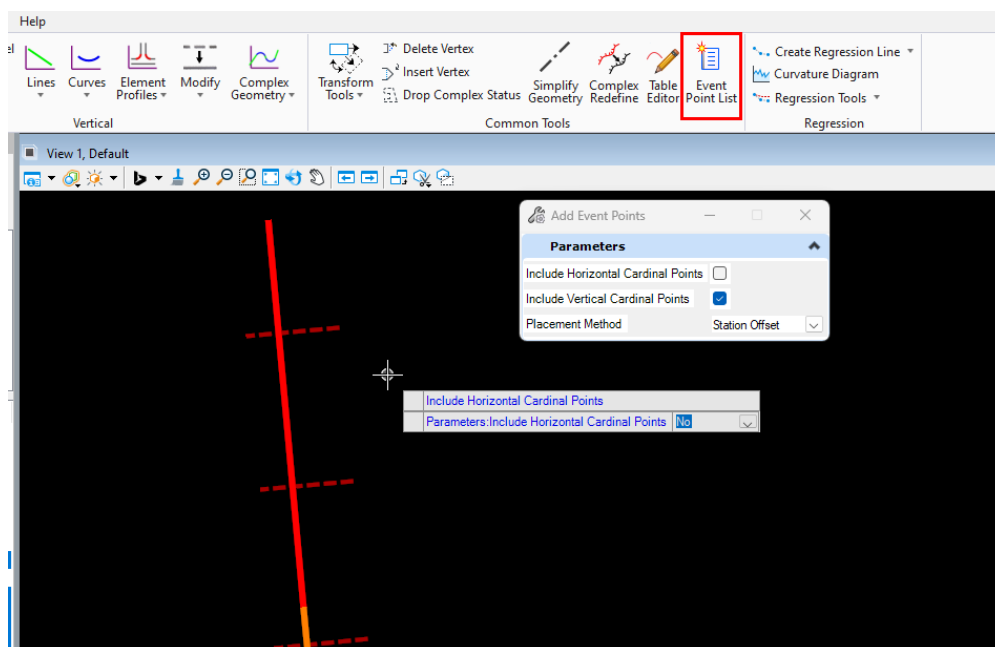 Help
el
Lines
Curves
Element
Profiles
Modify
Complex
Geometry
Transform
Tools
Delete Vertex
Insert Vertex
Drop Complex Status
Simplify
Geometry
Complex
Redefine
Table
Editor
Event
Point List
Create Regression Line
Curvature Diagram
Regression Tools
Vertical
Common Tools
Regression
View 1, Default
Add Event Points
Parameters
Include Horizontal Cardinal Points
Include Vertical Cardinal Points
Placement Method Station Offset
Include Horizontal Cardinal Points
Parameters:Include Horizontal Cardinal Points No